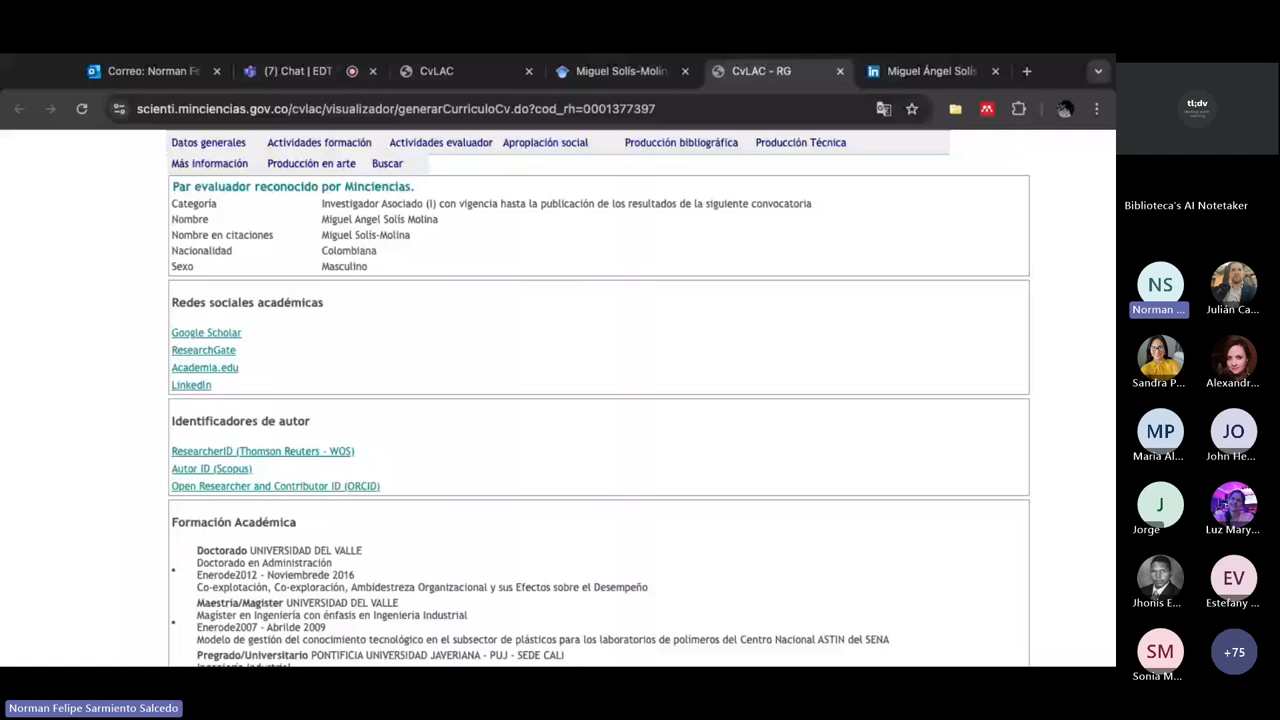 Correo: Norman Fe
(7) Chat | EDT
CvLAC
Miguel Solís-Molin
CvLAC - RG
Miguel Ángel Solís
scienti.minciencias.gov.co/cvlac/visualizador/generarCurriculoCv.do?cod_rh=0001377397
Datos generales Actividades formación Actividades evaluador Apropiación social Producción bibliográfica Producción Técnica
Más información Producción en arte Buscar
Par evaluador reconocido por Minciencias.
Categoría Investigador Asociado (I) con vigencia hasta la publicación de los resultados de la siguiente convocatoria
Nombre Miguel Angel Solís Molina
Nombre en citaciones Miguel Solís-Molina
Nacionalidad Colombiana
Sexo Masculino
Redes sociales académicas
Google Scholar
ResearchGate
Academia.edu
LinkedIn
Identificadores de autor
ResearcherID (Thomson Reuters - WOS)
Autor ID (Scopus)
Open Researcher and Contributor ID (ORCID)
Formación Académica
Doctorado UNIVERSIDAD DEL VALLE
Doctorado en Administración
Enerode2012 - Noviembrede 2016
Co-explotación, Co-exploración, Ambidestreza Organizacional y sus Efectos sobre el Desempeño
Maestría/Magister UNIVERSIDAD DEL VALLE
Magíster en Ingeniería con énfasis en Ingeniería Industrial
Enerode2007 - Abrilde 2009
Modelo de gestión del conocimiento tecnológico en el subsector de plásticos para los laboratorios de polímeros del Centro Nacional ASTIN del SENA
Pregrado/Universitario PONTIFICIA UNIVERSIDAD JAVERIANA - PUJ - SEDE CALI
tl;dv
Biblioteca's AI Notetaker
NS
Norman ...
Julián Ca...
Sandra P...
Alexandr...
MP
Maria Al...
JO
John He...
J
Jorge
Luz Mary...
Jhonis E...
EV
Estefany ...
SM
Sonia M...
+75
Norman Felipe Sarmiento Salcedo